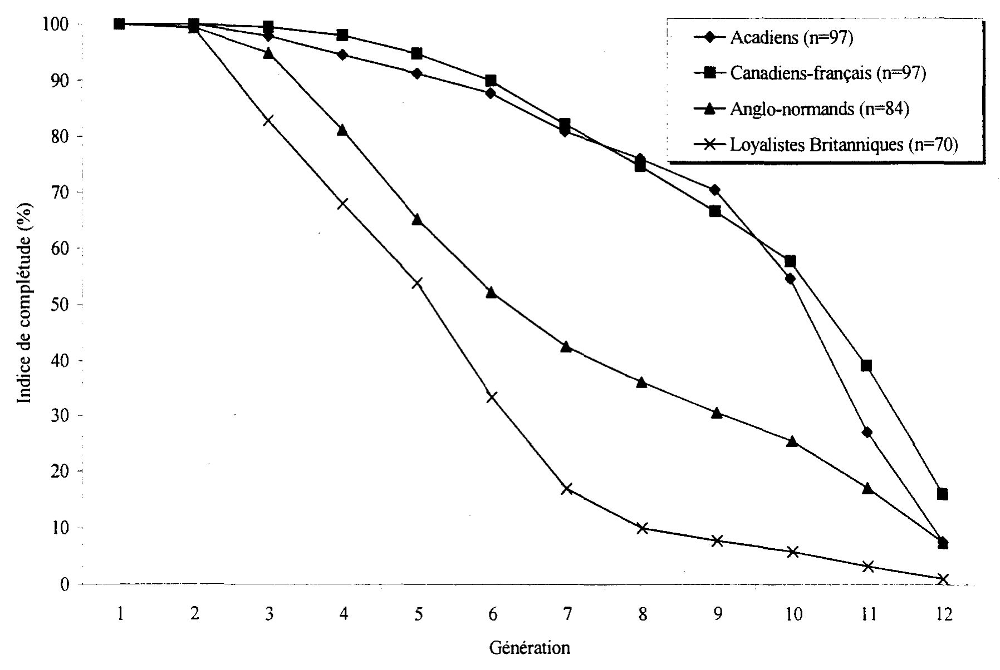 100
90
80
70
60
50
40
30
20
10
0
Indice de complétude (%)
Acadiens (n=97)
Canadiens-français (n=97)
Anglo-normands (n=84)
Loyalistes Britanniques (n=70)
1 2 3 4 5 6 7 8 9 10 11 12
Génération